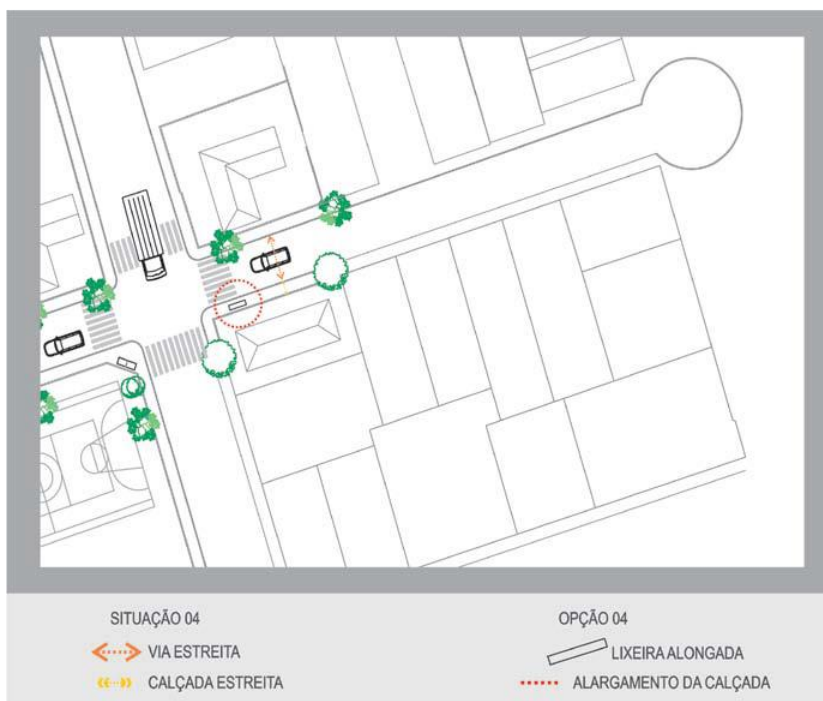 SITUAÇÃO 04
VIA ESTREITA
CALÇADA ESTREITA
OPÇÃO 04
LIXEIRA ALONGADA
ALARGAMENTO DA CALÇADA